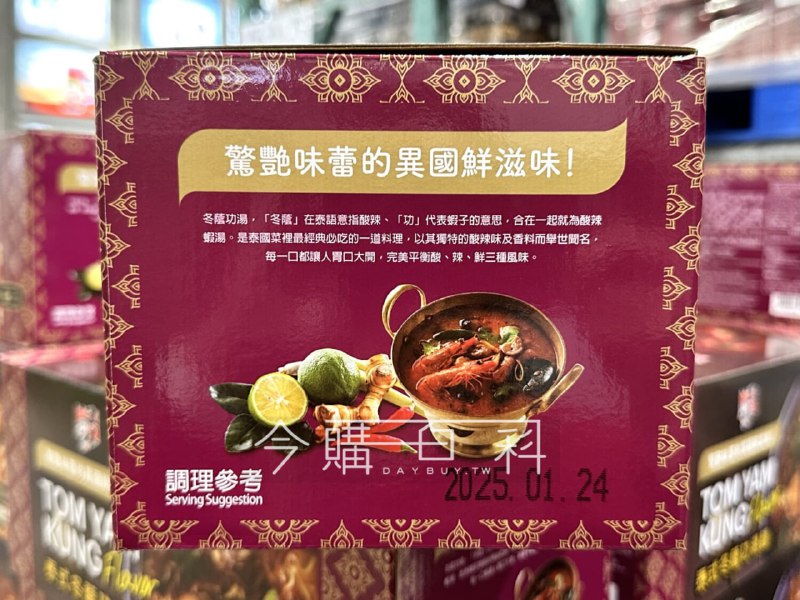 驚艷味蕾的異國鮮滋味!
冬蔭功湯，「冬蔭」在泰語意指酸辣、「功」代表蝦子的意思，合在一起就為酸辣
蝦湯。是泰國菜裡最經典必吃的一道料理，以其獨特的酸辣味及香料而舉世聞名，
每一口都讓人胃口大開，完美平衡酸、辣、鮮三種風味。
今購百科
DAYBUY.TW
調理參考
Serving Suggestion
2025.01.24
TOM YAM
KUNG Flavor
TOM YAM
KUNG Flavor